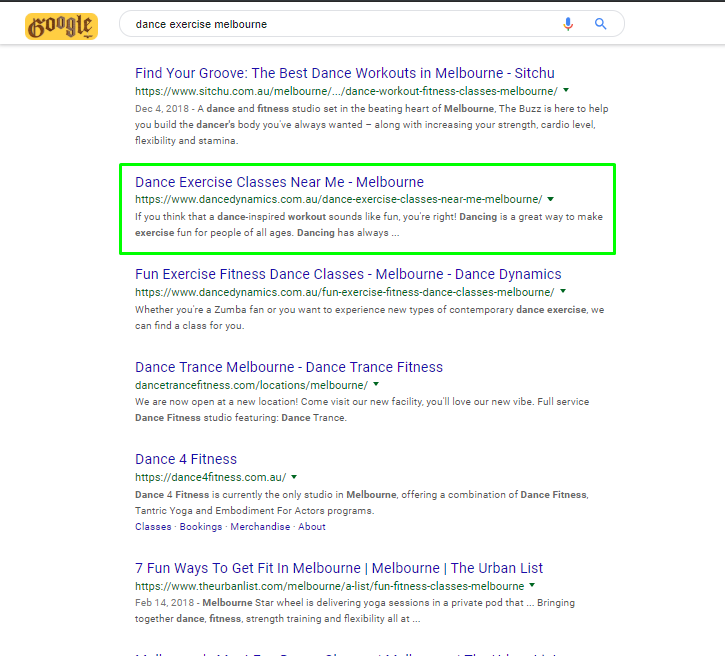 Google
dance exercise melbourne
Find Your Groove: The Best Dance Workouts in Melbourne - Sitchu
https://www.sitchu.com.au/melbourne/.../dance-workout-fitness-classes-melbourne/
Dec 4, 2018 - A dance and fitness studio set in the beating heart of Melbourne, The Buzz is here to help
you build the dancer's body you've always wanted – along with increasing your strength, cardio level,
flexibility and stamina.
Dance Exercise Classes Near Me - Melbourne
https://www.dancedynamics.com.au/dance-exercise-classes-near-me-melbourne/
If you think that a dance-inspired workout sounds like fun, you're right! Dancing is a great way to make
exercise fun for people of all ages. Dancing has always ...
Fun Exercise Fitness Dance Classes - Melbourne - Dance Dynamics
https://www.dancedynamics.com.au/fun-exercise-fitness-dance-classes-melbourne/
Whether you're a Zumba fan or you want to experience new types of contemporary dance exercise, we
can find a class for you.
Dance Trance Melbourne - Dance Trance Fitness
dancetrancefitness.com/locations/melbourne/
We are now open at a new location! Come visit our new facility, you'll love our new vibe. Full service
Dance Fitness studio featuring: Dance Trance.
Dance 4 Fitness
https://dance4fitness.com.au/
Dance 4 Fitness is currently the only studio in Melbourne, offering a combination of Dance Fitness,
Tantric Yoga and Embodiment For Actors programs.
Classes · Bookings · Merchandise · About
7 Fun Ways To Get Fit In Melbourne | Melbourne | The Urban List
https://www.theurbanlist.com/melbourne/a-list/fun-fitness-classes-melbourne
Feb 14, 2018 - Melbourne Star wheel is delivering yoga sessions in a private pod that ... Bringing
together dance, fitness, strength training and flexibility all at ...